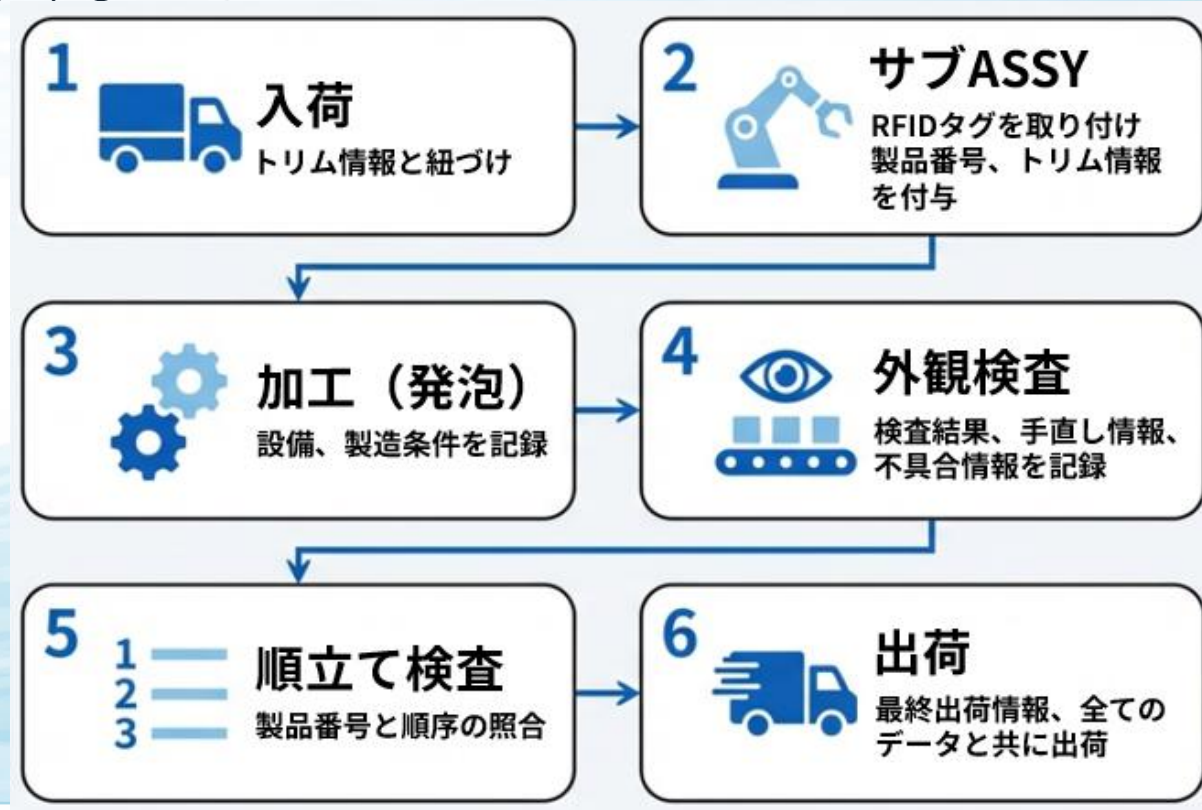 1
入荷
トリム情報と紐づけ
2
サブASSY
RFIDタグを取り付け
製品番号、トリム情報
を付与
3
加工（発泡）
設備、製造条件を記録
4
外観検査
検査結果、手直し情報、
不具合情報を記録
5
1
2
3
順立て検査
製品番号と順序の照合
6
出荷
最終出荷情報、全ての
データと共に出荷